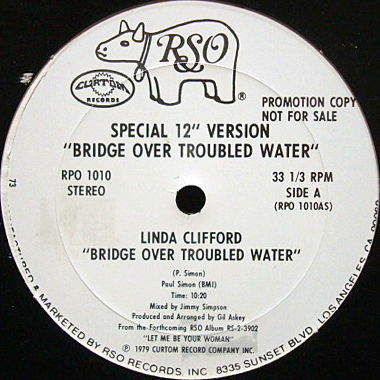 RSO
CURTOM
RECORDS
®
PROMOTION COPY
NOT FOR SALE
SPECIAL 12" VERSION
"BRIDGE OVER TROUBLED WATER"
RPO 1010
STEREO
33 1/3 RPM
SIDE A
(RPO 1010AS)
73
LINDA CLIFFORD
"BRIDGE OVER TROUBLED WATER"
(P. Simon)
Paul Simon (BMI)
Time: 10:20
Mixed by Jimmy Simpson
Produced and Arranged by Gil Askey
From the Forthcoming RSO Album RS-2-3902
"LET ME BE YOUR WOMAN"
℗ 1979 CURTOM RECORD COMPANY INC.
MANUFACTURED & MARKETED BY RSO RECORDS, INC. 8335 SUNSET BLVD., LOS ANGELES, CA.